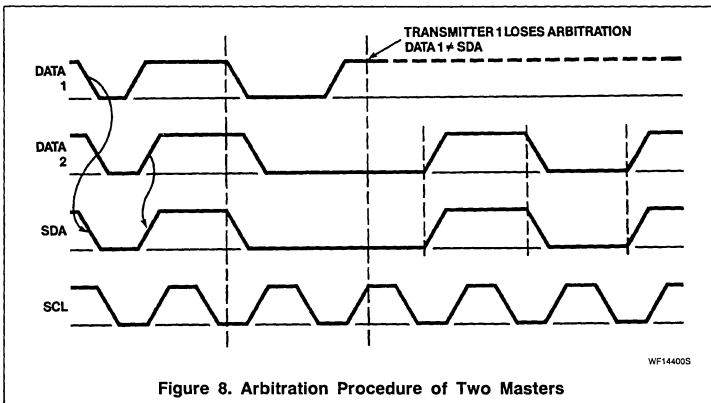 TRANSMITTER 1 LOSES ARBITRATION
DATA 1 ≠ SDA
DATA
1
DATA
2
SDA
SCL
WF14400S
Figure 8. Arbitration Procedure of Two Masters